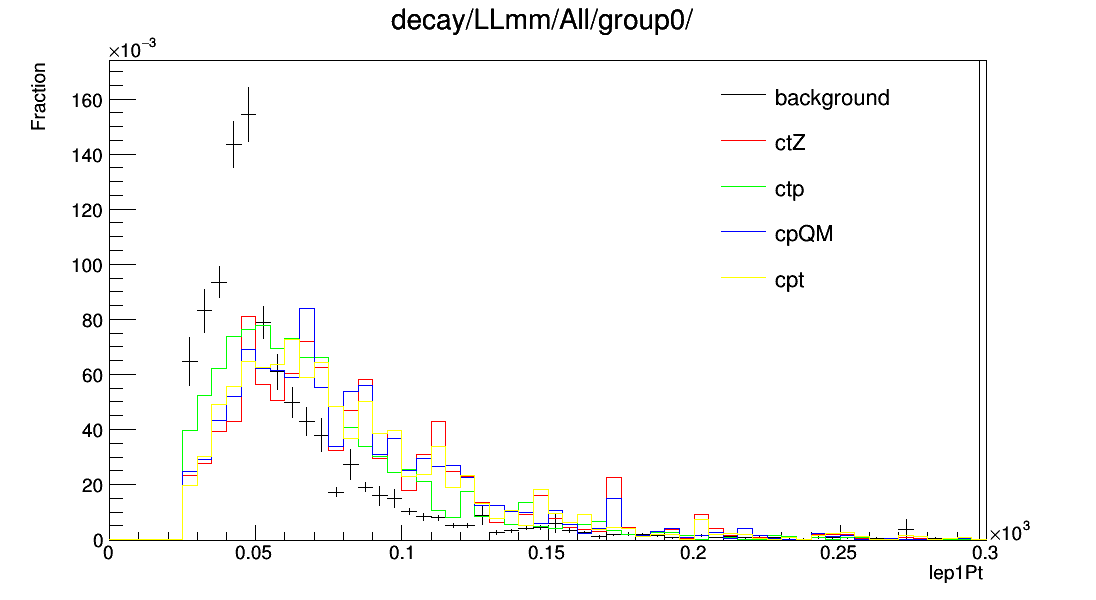 decay/LLmm/All/group0/
×10⁻³
Fraction
160
140
120
100
80
60
40
20
0
background
ctZ
ctp
cpQM
cpt
0 0.05 0.1 0.15 0.2 0.25 0.3
×10³
lep1Pt